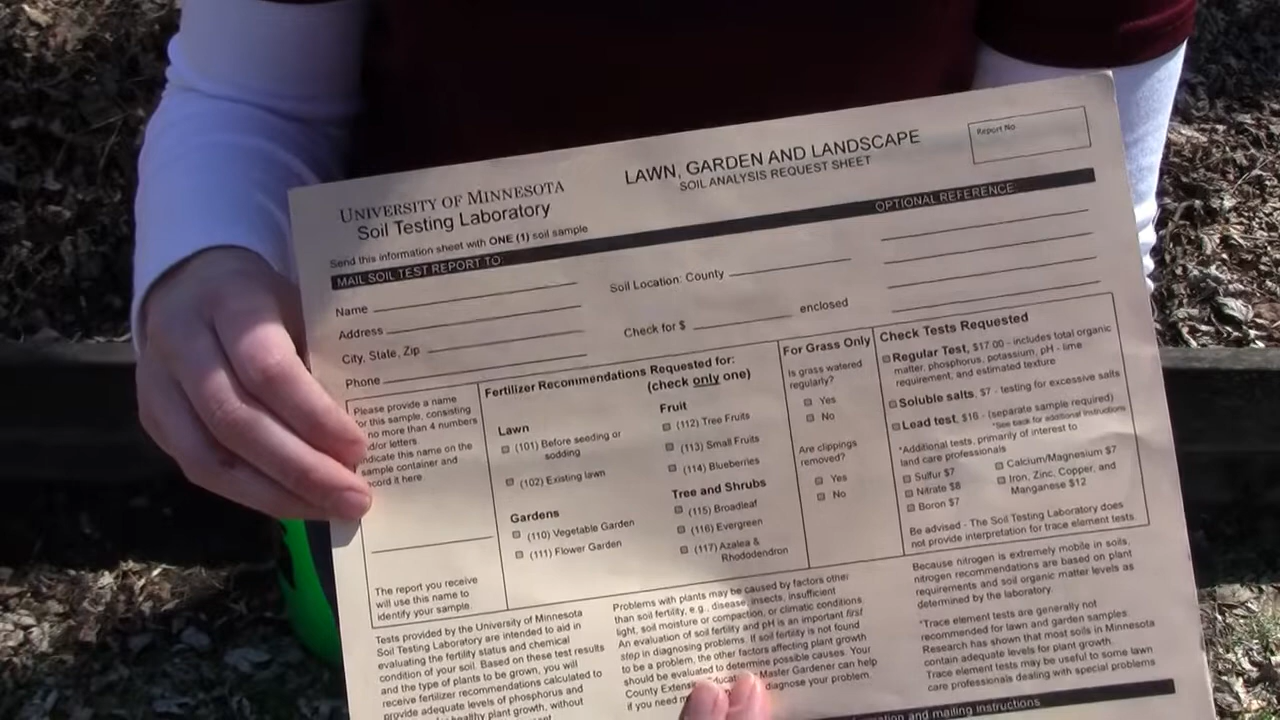 UNIVERSITY OF MINNESOTA
Soil Testing Laboratory
LAWN, GARDEN AND LANDSCAPE
SOIL ANALYSIS REQUEST SHEET
Report No
Send this information sheet with ONE (1) soil sample
MAIL SOIL TEST REPORT TO:
OPTIONAL REFERENCE:
Name
Address
City, State, Zip
Phone
Soil Location: County
Check for $ enclosed
Please provide a name
for this sample, consisting
no more than 4 numbers
and/or letters
indicate this name on the
sample container and
record it here.
The report you receive
will use this name to
identify your sample.
Fertilizer Recommendations Requested for:
(check only one)
Lawn
(101) Before seeding or
sodding
(102) Existing lawn
Gardens
(110) Vegetable Garden
(111) Flower Garden
Fruit
(112) Tree Fruits
(113) Small Fruits
(114) Blueberries
Tree and Shrubs
(115) Broadleaf
(116) Evergreen
(117) Azalea &
Rhododendron
For Grass Only
Is grass watered
regularly?
Yes
No
Are clippings
removed?
Yes
No
Check Tests Requested
Regular Test, $17.00 - includes total organic
matter, phosphorus, potassium, pH - lime
requirement, and estimated texture
Soluble salts, $7 - testing for excessive salts
Lead test, $16 - (separate sample required)
*See back for additional instructions
*Additional tests, primarily of interest to
land care professionals
Sulfur $7
Nitrate $8
Boron $7
Calcium/Magnesium $7
Iron, Zinc, Copper, and
Manganese $12
Be advised - The Soil Testing Laboratory does
not provide interpretation for trace element tests.
Tests provided by the University of Minnesota
Soil Testing Laboratory are intended to aid in
evaluating the fertility status and chemical
condition of your soil. Based on these test results
and the type of plants to be grown, you will
receive fertilizer recommendations calculated to
provide adequate levels of phosphorus and
healthy plant growth, without
Problems with plants may be caused by factors other
than soil fertility, e.g., disease, insects, insufficient
light, soil moisture or compaction, or climatic conditions.
An evaluation of soil fertility and pH is an important first
step in diagnosing problems. If soil fertility is not found
to be a problem, the other factors affecting plant growth
should be evaluated to determine possible causes. Your
County Extension Master Gardener can help
if you need diagnose your problem.
Because nitrogen is extremely mobile in soils,
nitrogen recommendations are based on plant
requirements and soil organic matter levels as
determined by the laboratory.
*Trace element tests are generally not
recommended for lawn and garden samples.
Research has shown that most soils in Minnesota
contain adequate levels for plant growth.
Trace element tests may be useful to some lawn
care professionals dealing with special problems
and mailing instructions